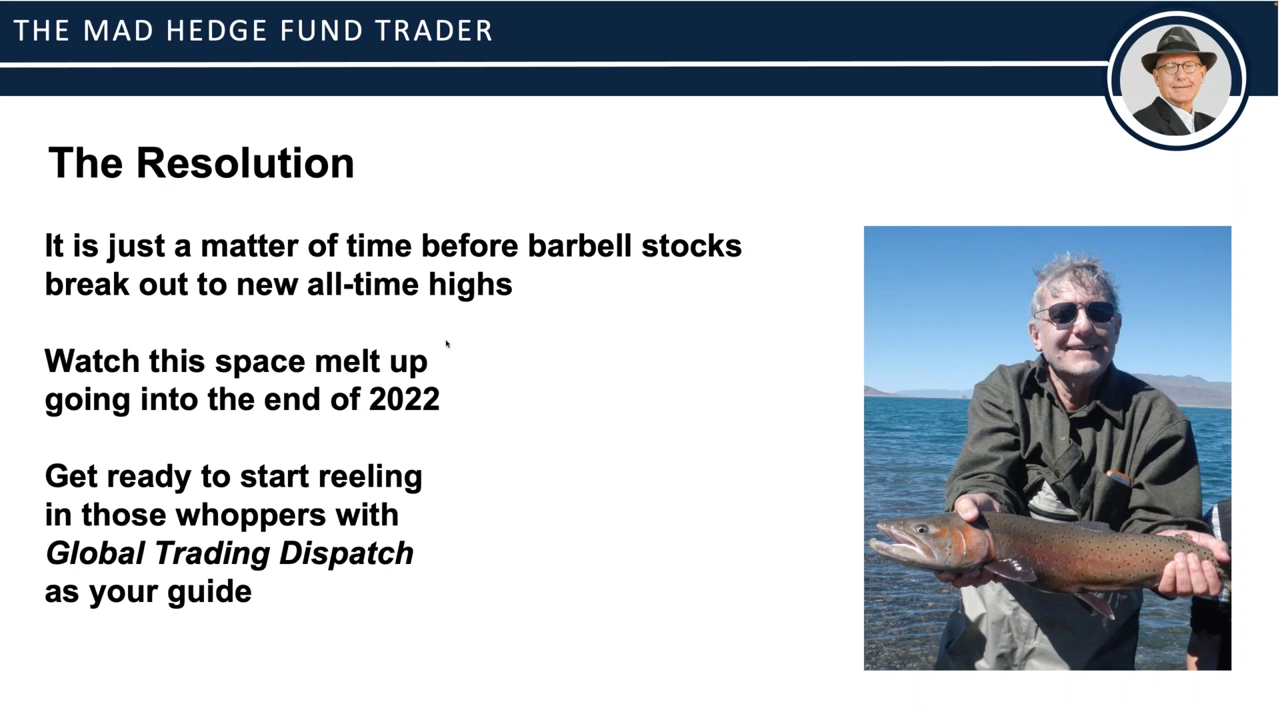 THE MAD HEDGE FUND TRADER
The Resolution
It is just a matter of time before barbell stocks
break out to new all-time highs
Watch this space melt up
going into the end of 2022
Get ready to start reeling
in those whoppers with
Global Trading Dispatch
as your guide